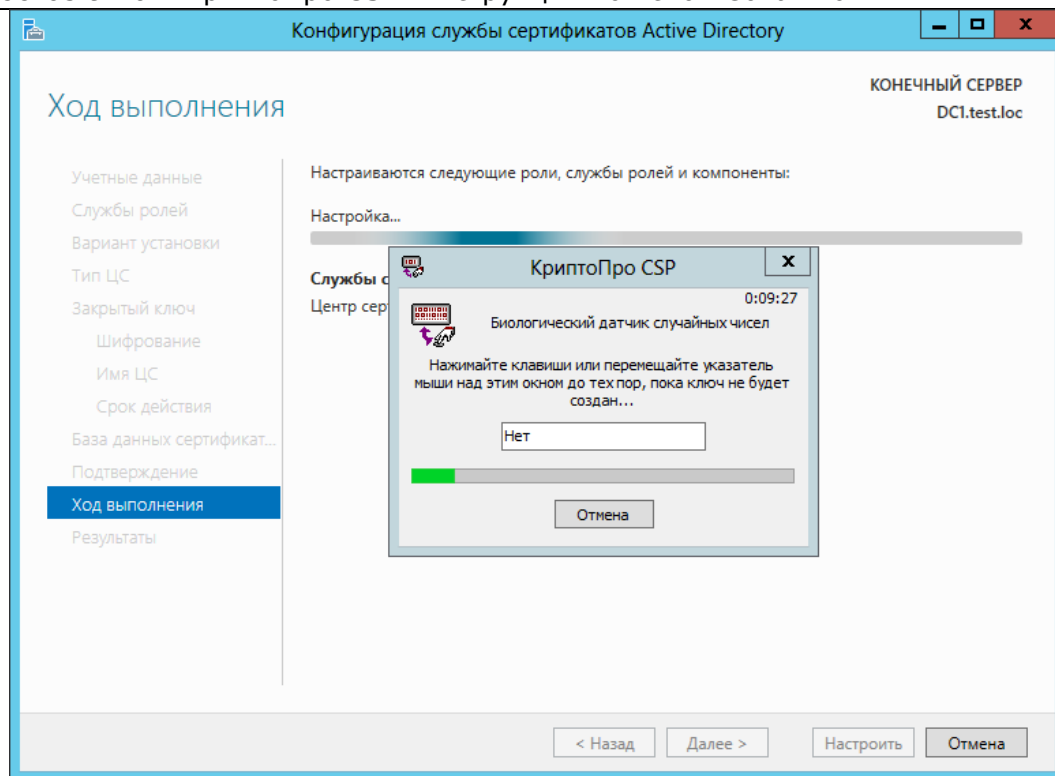 Конфигурация службы сертификатов Active Directory
Ход выполнения
КОНЕЧНЫЙ СЕРВЕР
DC1.test.loc
Учетные данные
Службы ролей
Вариант установки
Тип ЦС
Закрытый ключ
Шифрование
Имя ЦС
Срок действия
База данных сертификат...
Подтверждение
Ход выполнения
Результаты
Настраиваются следующие роли, службы ролей и компоненты:
Настройка...
Службы с
Центр сер
КриптоПро CSP
0:09:27
Биологический датчик случайных чисел
Нажимайте клавиши или перемещайте указатель
мыши над этим окном до тех пор, пока ключ не будет
создан...
Нет
Отмена
< Назад
Далее >
Настроить
Отмена